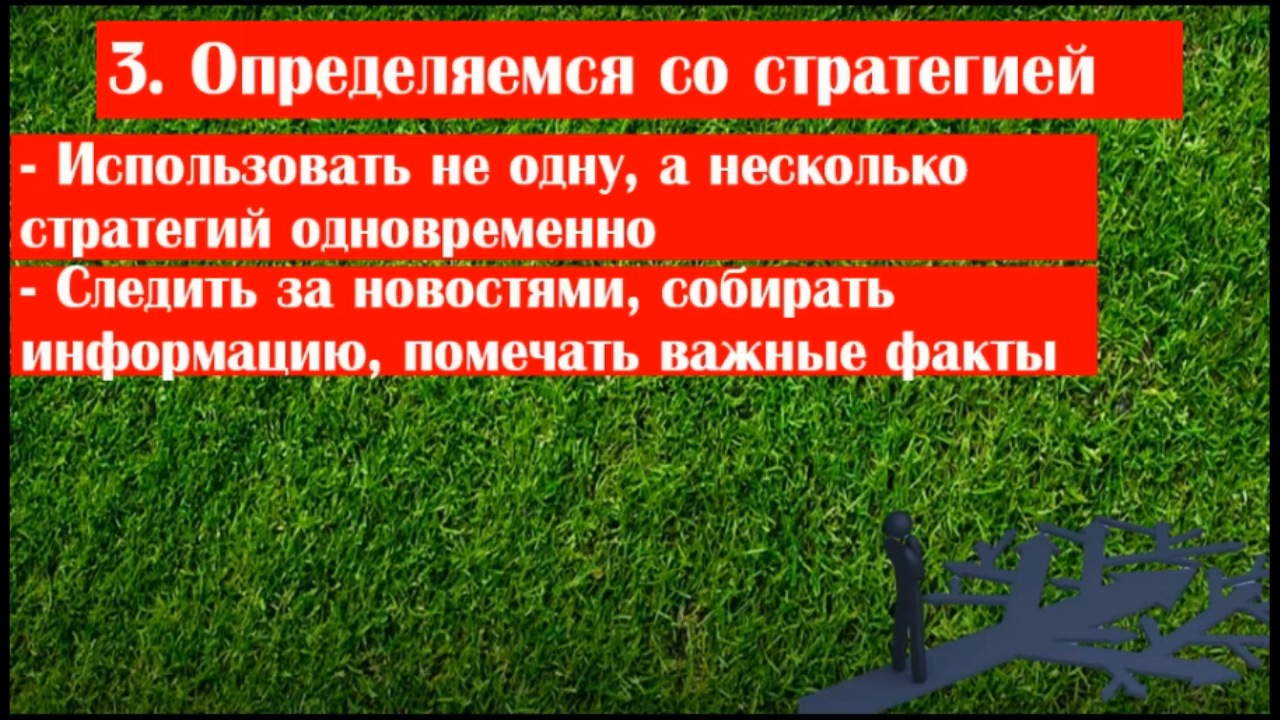 3. Определяемся со стратегией
- Использовать не одну, а несколько
стратегий одновременно
- Следить за новостями, собирать
информацию, помечать важные факты